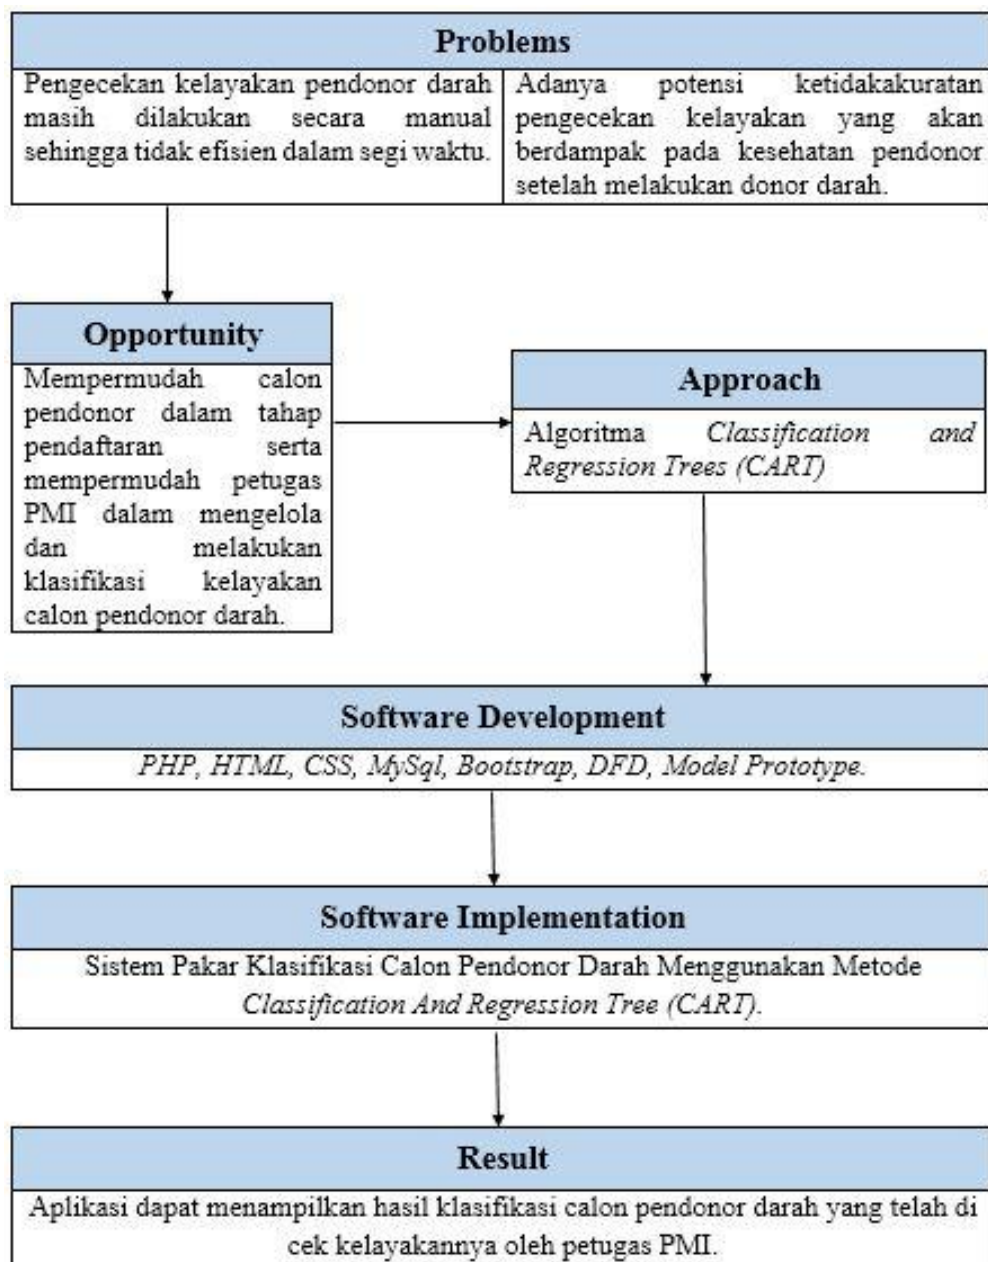 Problems
Pengecekan kelayakan pendonor darah
masih dilakukan secara manual
sehingga tidak efisien dalam segi waktu.
Adanya potensi ketidakakuratan
pengecekan kelayakan yang akan
berdampak pada kesehatan pendonor
setelah melakukan donor darah.
Opportunity
Mempermudah calon
pendonor dalam tahap
pendaftaran serta
mempermudah petugas
PMI dalam mengelola
dan melakukan
klasifikasi kelayakan
calon pendonor darah.
Approach
Algoritma Classification and
Regression Trees (CART)
Software Development
PHP, HTML, CSS, MySql, Bootstrap, DFD, Model Prototype.
Software Implementation
Sistem Pakar Klasifikasi Calon Pendonor Darah Menggunakan Metode
Classification And Regression Tree (CART).
Result
Aplikasi dapat menampilkan hasil klasifikasi calon pendonor darah yang telah di
cek kelayakannya oleh petugas PMI.